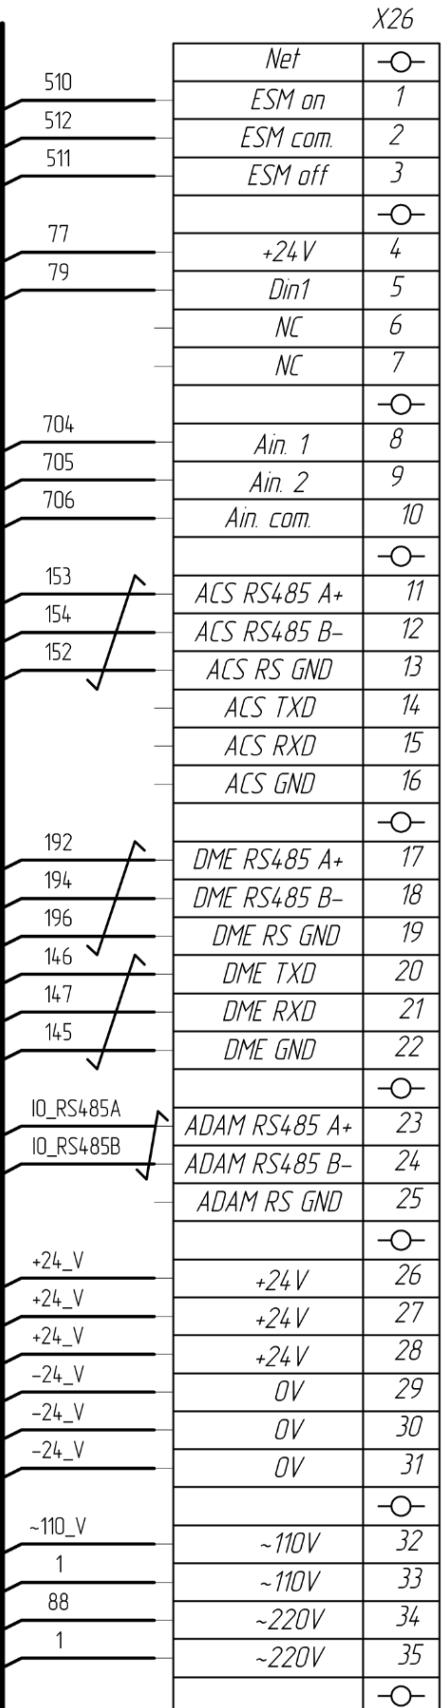 X26
Net
510 ESM on 1
512 ESM com. 2
511 ESM off 3
77 +24V 4
79 Din1 5
NC 6
NC 7
704 Ain. 1 8
705 Ain. 2 9
706 Ain. com. 10
153 ACS RS485 A+ 11
154 ACS RS485 B- 12
152 ACS RS GND 13
ACS TXD 14
ACS RXD 15
ACS GND 16
192 DME RS485 A+ 17
194 DME RS485 B- 18
196 DME RS GND 19
146 DME TXD 20
147 DME RXD 21
145 DME GND 22
IO_RS485A ADAM RS485 A+ 23
IO_RS485B ADAM RS485 B- 24
ADAM RS GND 25
+24_V +24V 26
+24_V +24V 27
+24_V +24V 28
-24_V 0V 29
-24_V 0V 30
-24_V 0V 31
~110_V ~110V 32
1 ~110V 33
88 ~220V 34
1 ~220V 35